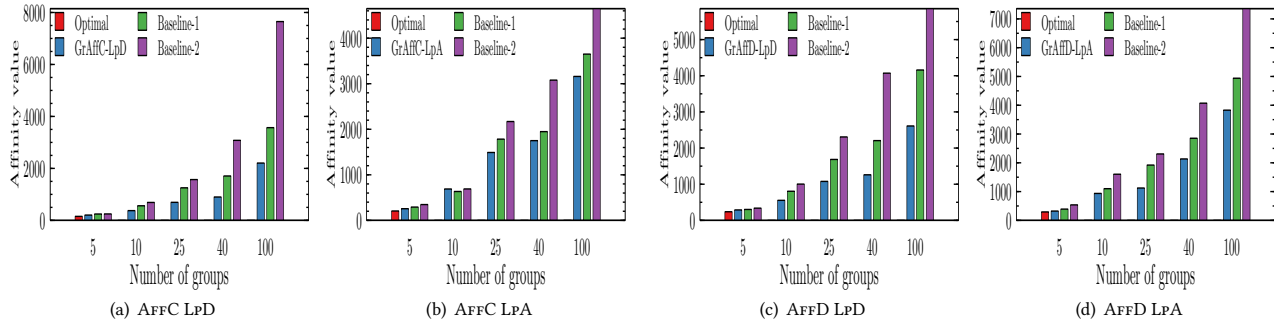 Affinity value
8000
6000
4000
2000
0
Optimal
GrAffC-LpD
Baseline-1
Baseline-2
5 10 25 40 100
Number of groups
(a) AFFC LPD
Affinity value
4000
3000
2000
1000
0
Optimal
GrAffC-LpA
Baseline-1
Baseline-2
5 10 25 40 100
Number of groups
(b) AFFC LPA
Affinity value
5000
4000
3000
2000
1000
0
Optimal
GrAffD-LpD
Baseline-1
Baseline-2
5 10 25 40 100
Number of groups
(c) AFFD LPD
Affinity value
7000
6000
5000
4000
3000
2000
1000
0
Optimal
GrAffD-LpA
Baseline-1
Baseline-2
5 10 25 40 100
Number of groups
(d) AFFD LPA